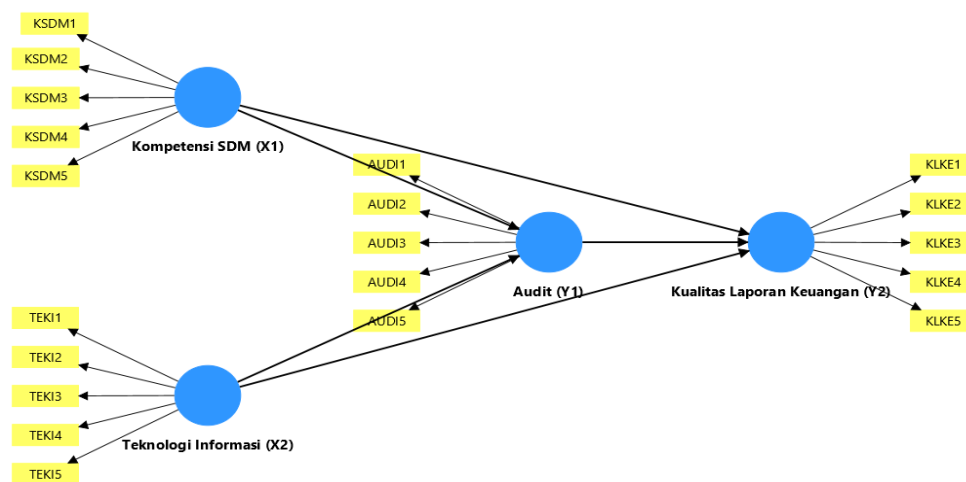 KSDM1
KSDM2
KSDM3
KSDM4
KSDM5
Kompetensi SDM (X1)
AUDI1
AUDI2
AUDI3
AUDI4
AUDI5
Audit (Y1)
KLKE1
KLKE2
KLKE3
KLKE4
KLKE5
Kualitas Laporan Keuangan (Y2)
TEKI1
TEKI2
TEKI3
TEKI4
TEKI5
Teknologi Informasi (X2)